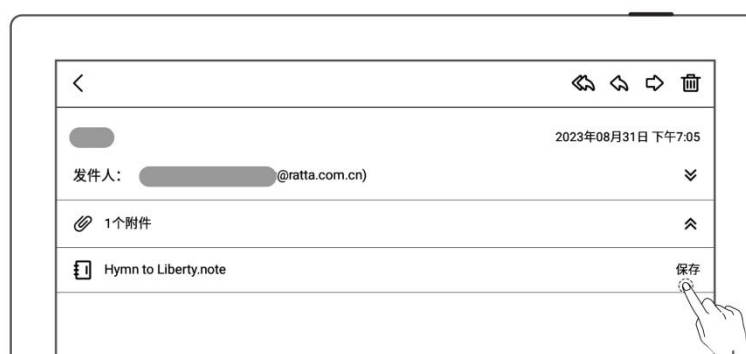 2023年08月31日 下午7:05
发件人： @ratta.com.cn)
1个附件
Hymn to Liberty.note 保存